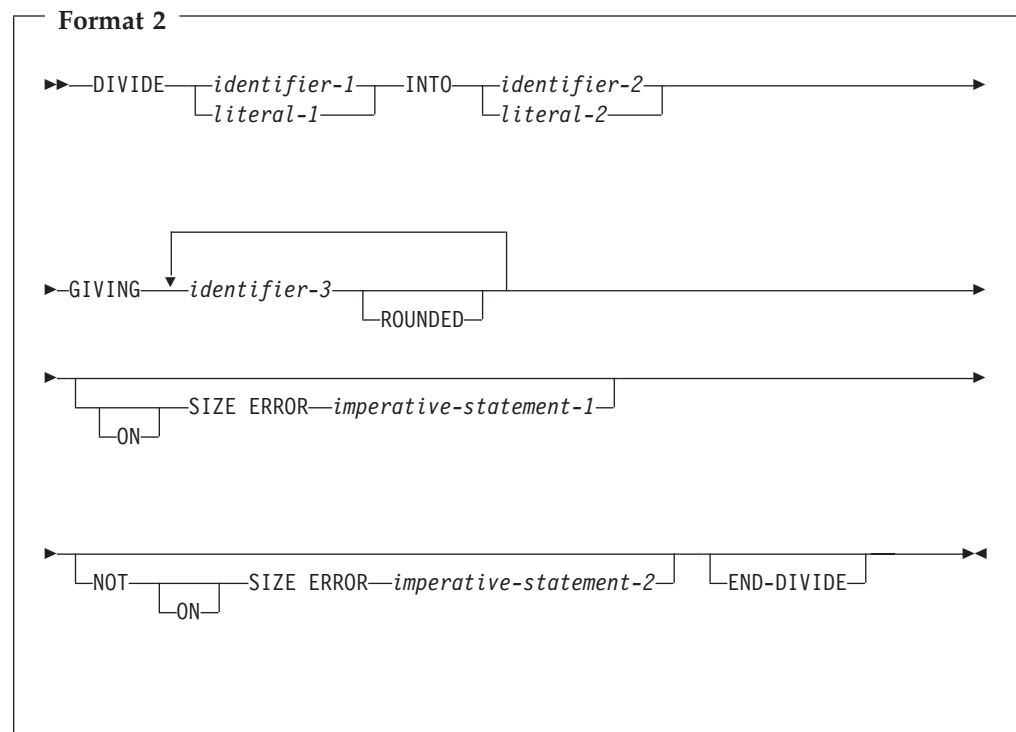 Format 2
DIVIDE identifier-1 INTO identifier-2
literal-1 literal-2
GIVING identifier-3
ROUNDED
SIZE ERROR imperative-statement-1
ON
NOT SIZE ERROR imperative-statement-2 END-DIVIDE
ON